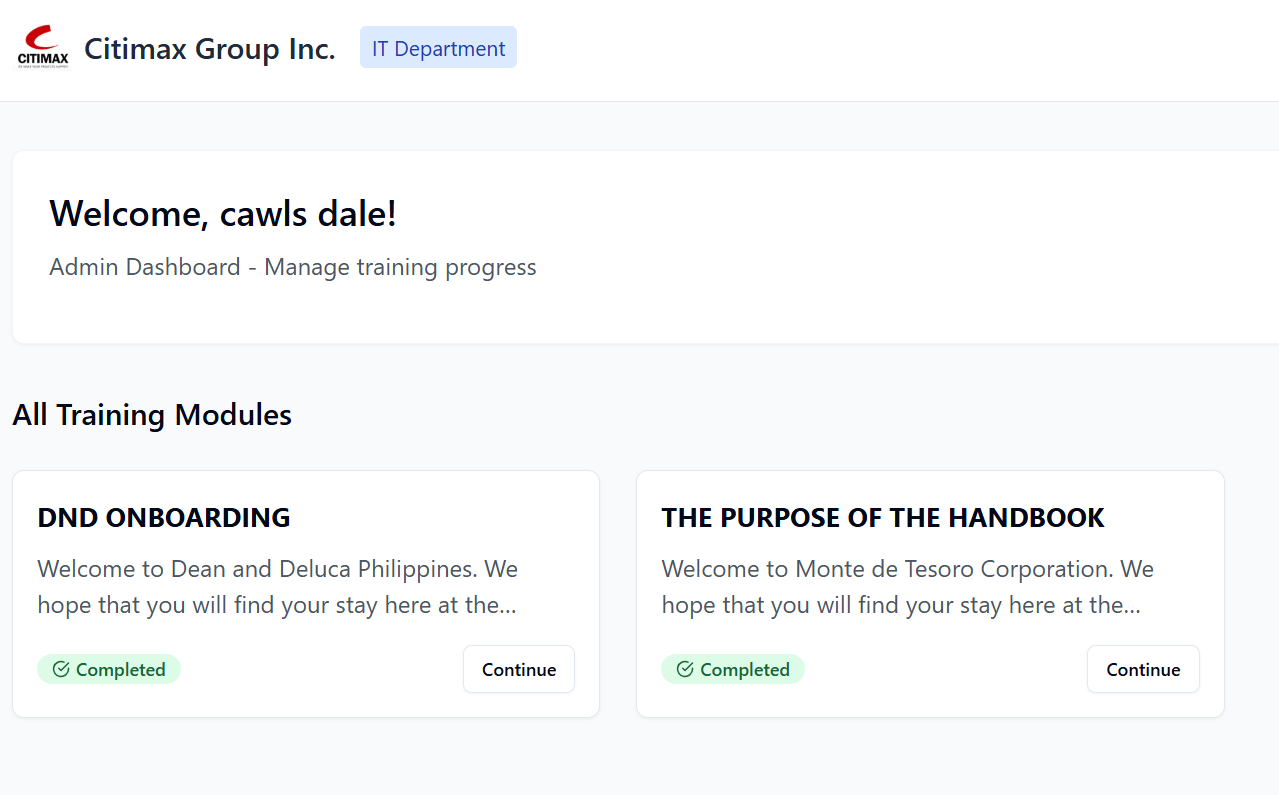 CITIMAX
Citimax Group Inc.
IT Department
Welcome, cawls dale!
Admin Dashboard - Manage training progress
All Training Modules
DND ONBOARDING
Welcome to Dean and Deluca Philippines. We
hope that you will find your stay here at the...
Completed
Continue
THE PURPOSE OF THE HANDBOOK
Welcome to Monte de Tesoro Corporation. We
hope that you will find your stay here at the...
Completed
Continue